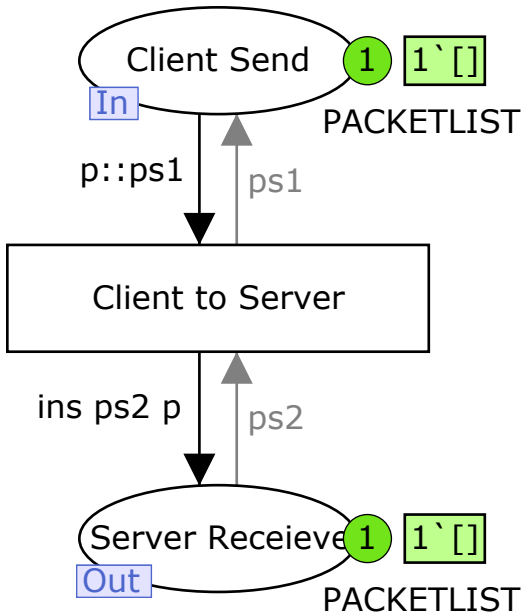 Client Send
1
1`[]
In
PACKETLIST
p::ps1
ps1
Client to Server
ins ps2 p
ps2
Server Receieve
1
1`[]
Out
PACKETLIST